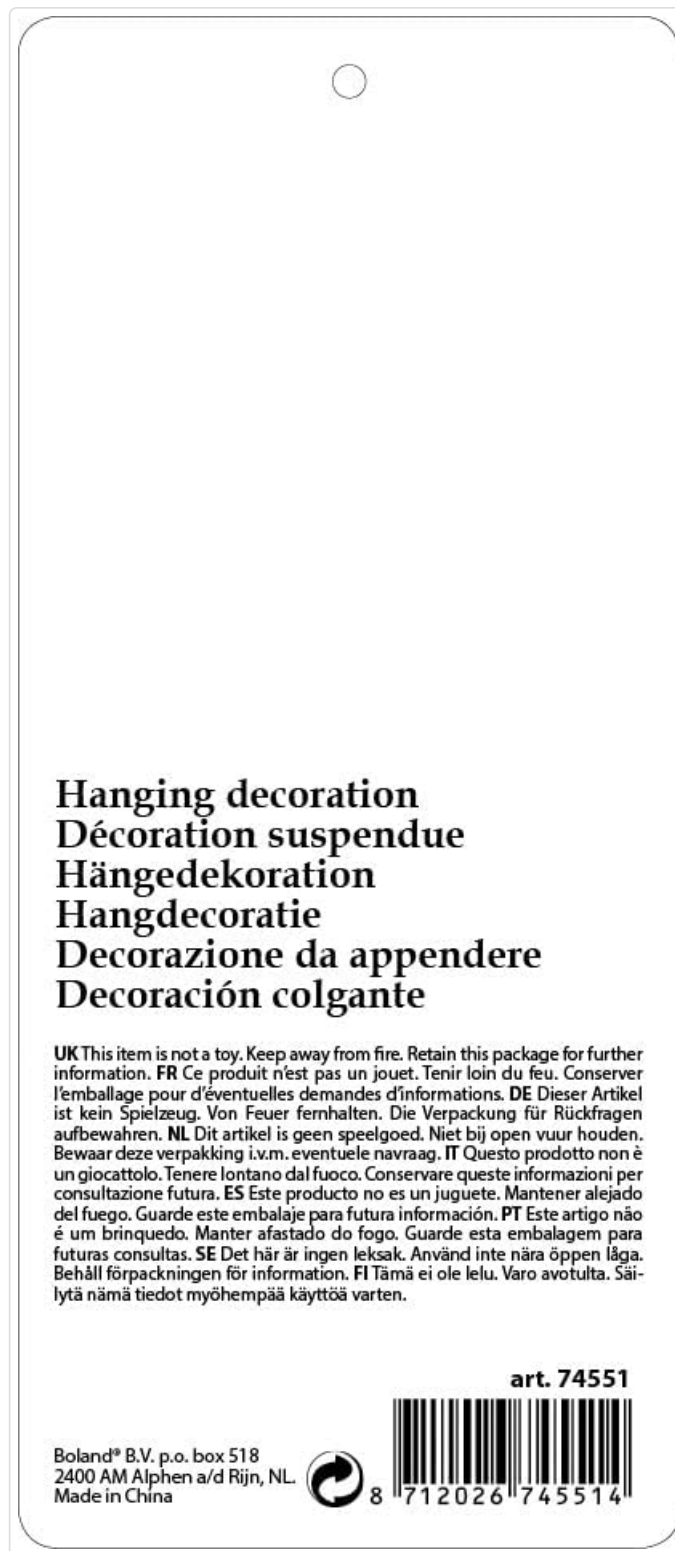 Hanging decoration
Décoration suspendue
Hängedekoration
Hangdecoratie
Decorazione da appendere
Decoración colgante
UK This item is not a toy. Keep away from fire. Retain this package for further
information. FR Ce produit n'est pas un jouet. Tenir loin du feu. Conserver
l'emballage pour d'éventuelles demandes d'informations. DE Dieser Artikel
ist kein Spielzeug. Von Feuer fernhalten. Die Verpackung für Rückfragen
aufbewahren. NL Dit artikel is geen speelgoed. Niet bij open vuur houden.
Bewaar deze verpakking i.v.m. eventuele navraag. IT Questo prodotto non è
un giocattolo. Tenere lontano dal fuoco. Conservare queste informazioni per
consultazione futura. ES Este producto no es un juguete. Mantener alejado
del fuego. Guarde este embalaje para futura información. PT Este artigo não
é um brinquedo. Manter afastado do fogo. Guarde esta embalagem para
futuras consultas. SE Det här är ingen leksak. Använd inte nära öppen låga.
Behåll förpackningen för information. FI Tämä ei ole lelu. Varo avotulta. Säi-
lytä nämä tiedot myöhempää käyttöä varten.
art. 74551
Boland® B.V. p.o. box 518
2400 AM Alphen a/d Rijn, NL.
Made in China
8 712026 745514